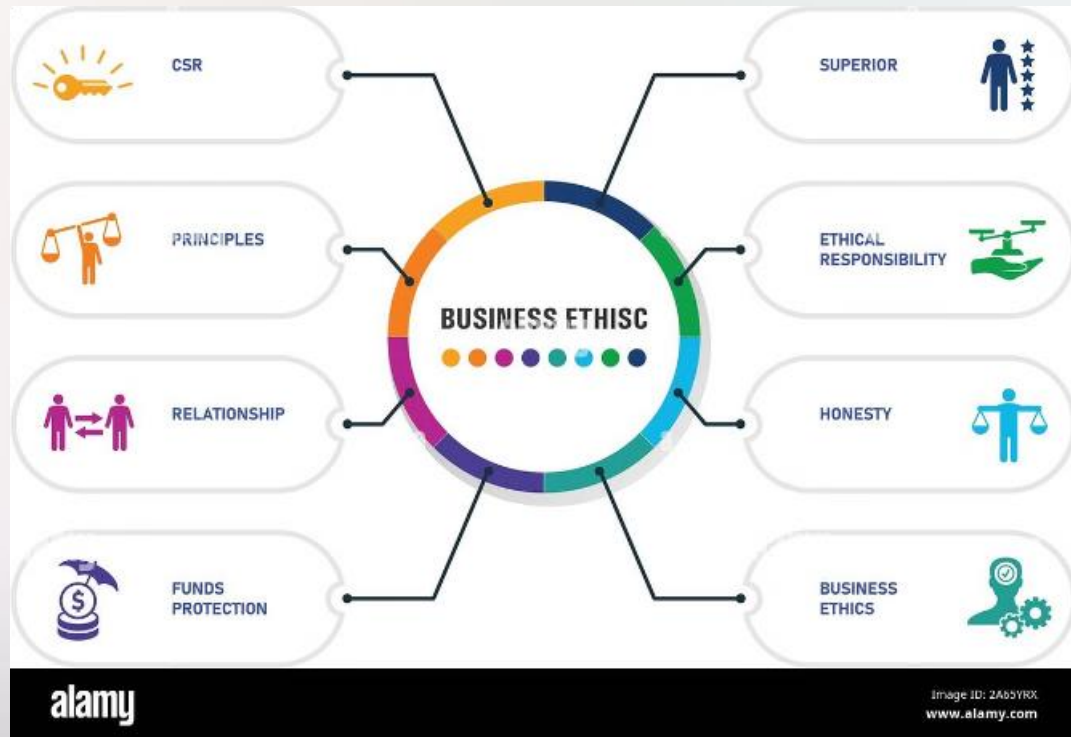 CSR
PRINCIPLES
RELATIONSHIP
FUNDS
PROTECTION
BUSINESS ETHISC
SUPERIOR
ETHICAL
RESPONSIBILITY
HONESTY
BUSINESS
ETHICS
$
alamy
Image ID: 2A65YRX
www.alamy.com